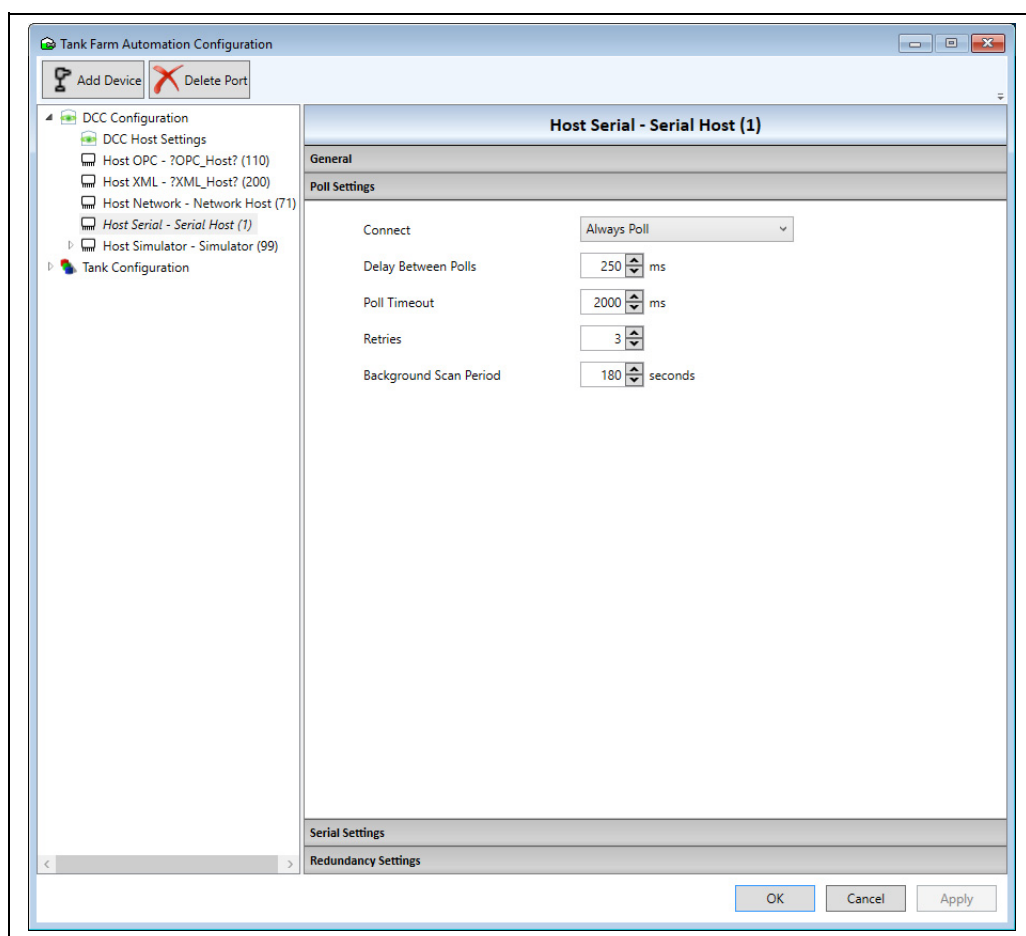 Tank Farm Automation Configuration
Add Device Delete Port
DCC Configuration
DCC Host Settings
Host OPC - ?OPC_Host? (110)
Host XML - ?XML_Host? (200)
Host Network - Network Host (71)
Host Serial - Serial Host (1)
Host Simulator - Simulator (99)
Tank Configuration
Host Serial - Serial Host (1)
General
Poll Settings
Connect Always Poll
Delay Between Polls 250 ms
Poll Timeout 2000 ms
Retries 3
Background Scan Period 180 seconds
Serial Settings
Redundancy Settings
OK Cancel Apply